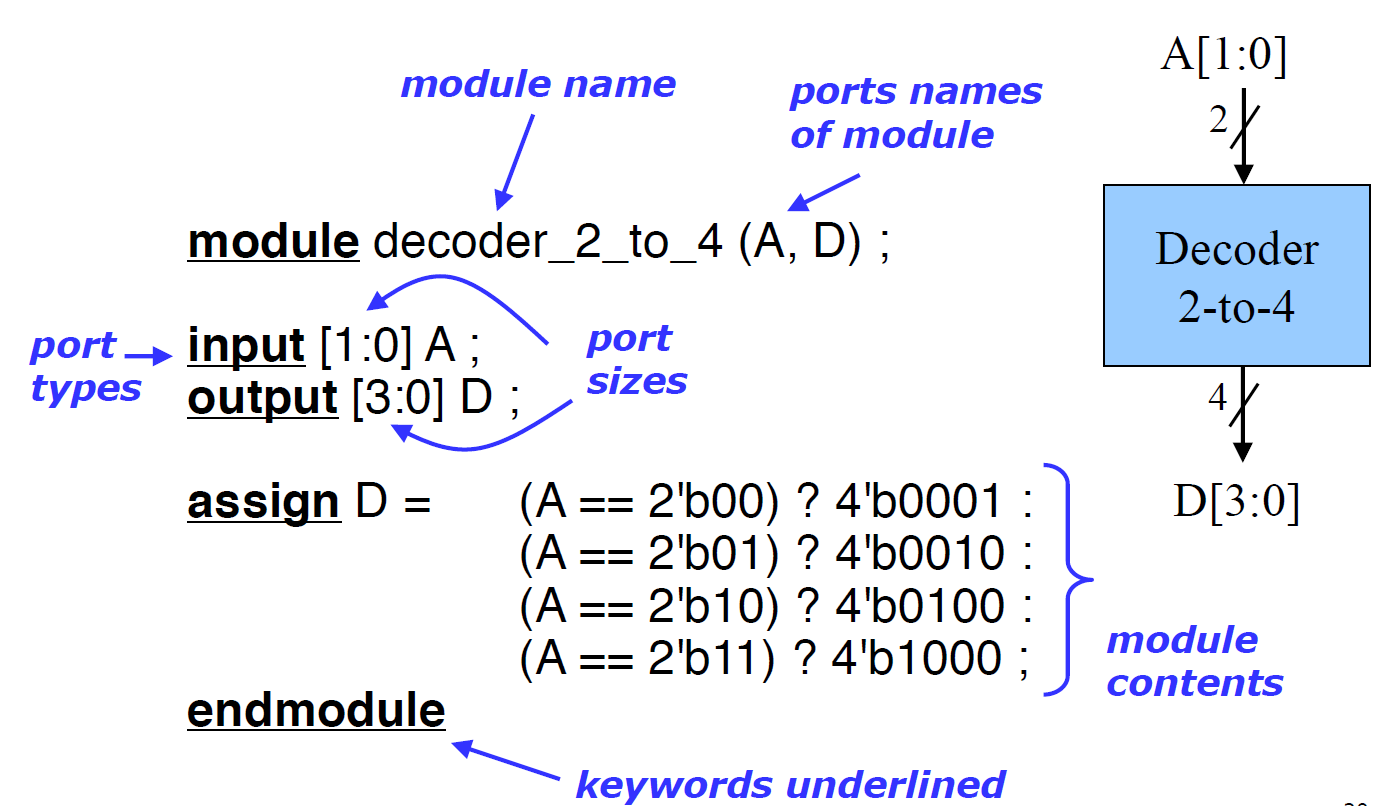 module name
ports names
of module
module decoder_2_to_4 (A, D) ;
port
types
input [1:0] A ;
output [3:0] D ;
port
sizes
assign D = (A == 2'b00) ? 4'b0001 :
(A == 2'b01) ? 4'b0010 :
(A == 2'b10) ? 4'b0100 :
(A == 2'b11) ? 4'b1000 ;
module
contents
endmodule
keywords underlined
A[1:0]
2
Decoder
2-to-4
4
D[3:0]